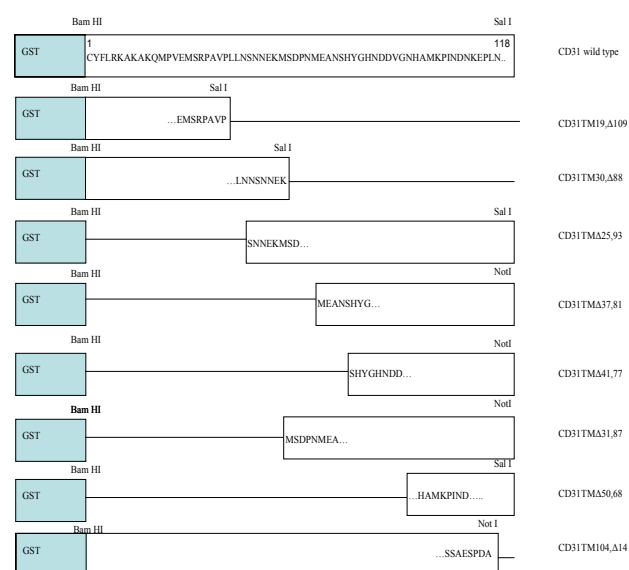 Bam HI Sal I
GST 1 118 CD31 wild type
CYFLRKAKAKQMPVEMSRPAVPLLNSNNEKMSDPNMEANSHYGHNDDVGNHAMKPINDNKEPLN..
Bam HI Sal I
GST …EMSRPAVP CD31TM19,Δ109
Bam HI Sal I
GST …LNNSNNEK CD31TM30,Δ88
Bam HI Sal I
GST SNNEKMSD… CD31TMΔ25,93
Bam HI NotI
GST MEANSHYG… CD31TMΔ37,81
Bam HI NotI
GST SHYGHNDD… CD31TMΔ41,77
Bam HI NotI
GST MSDPNMEA… CD31TMΔ31,87
Bam HI Sal I
GST …HAMKPIND….. CD31TMΔ50,68
Bam HI Not I
GST …SSAESPDA CD31TM104,Δ14